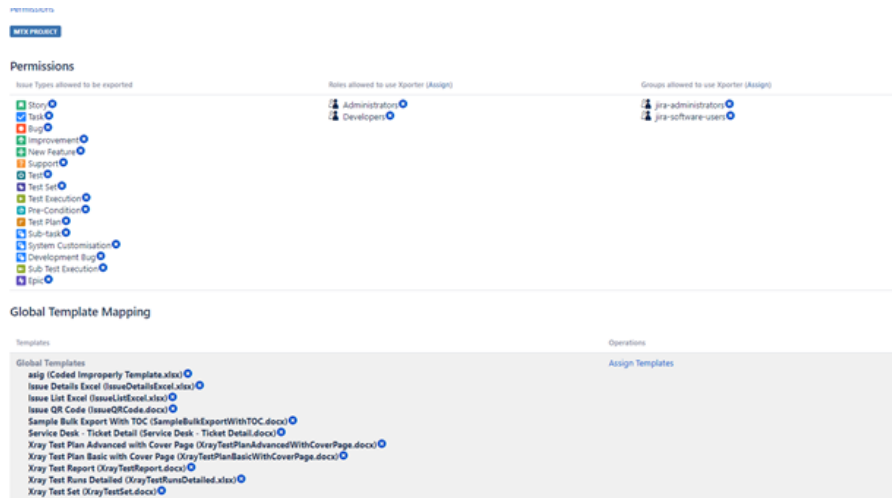 Permissions
MTX PROJECT
Permissions
Issue Types allowed to be exported
Roles allowed to use Xporter (Assign)
Groups allowed to use Xporter (Assign)
Story
Task
Bug
Improvement
New Feature
Support
Test
Test Set
Test Execution
Pre-Condition
Test Plan
Sub-task
System Customisation
Development Bug
Sub Test Execution
Epic
Administrators
Developers
jira-administrators
jira-software-users
Global Template Mapping
Templates
Operations
Global Templates
Assign Templates
asig (Coded Improperly Template.xlsx)
Issue Details Excel (IssueDetailsExcel.xlsx)
Issue List Excel (IssueListExcel.xlsx)
Issue QR Code (IssueQRCode.docx)
Sample Bulk Export With TOC (SampleBulkExportWithTOC.docx)
Service Desk - Ticket Detail (Service Desk - Ticket Detail.docx)
Xray Test Plan Advanced with Cover Page (XrayTestPlanAdvancedWithCoverPage.docx)
Xray Test Plan Basic with Cover Page (XrayTestPlanBasicWithCoverPage.docx)
Xray Test Report (XrayTestReport.docx)
Xray Test Runs Detailed (XrayTestRunsDetailed.xlsx)
Xray Test Set (XrayTestSet.docx)